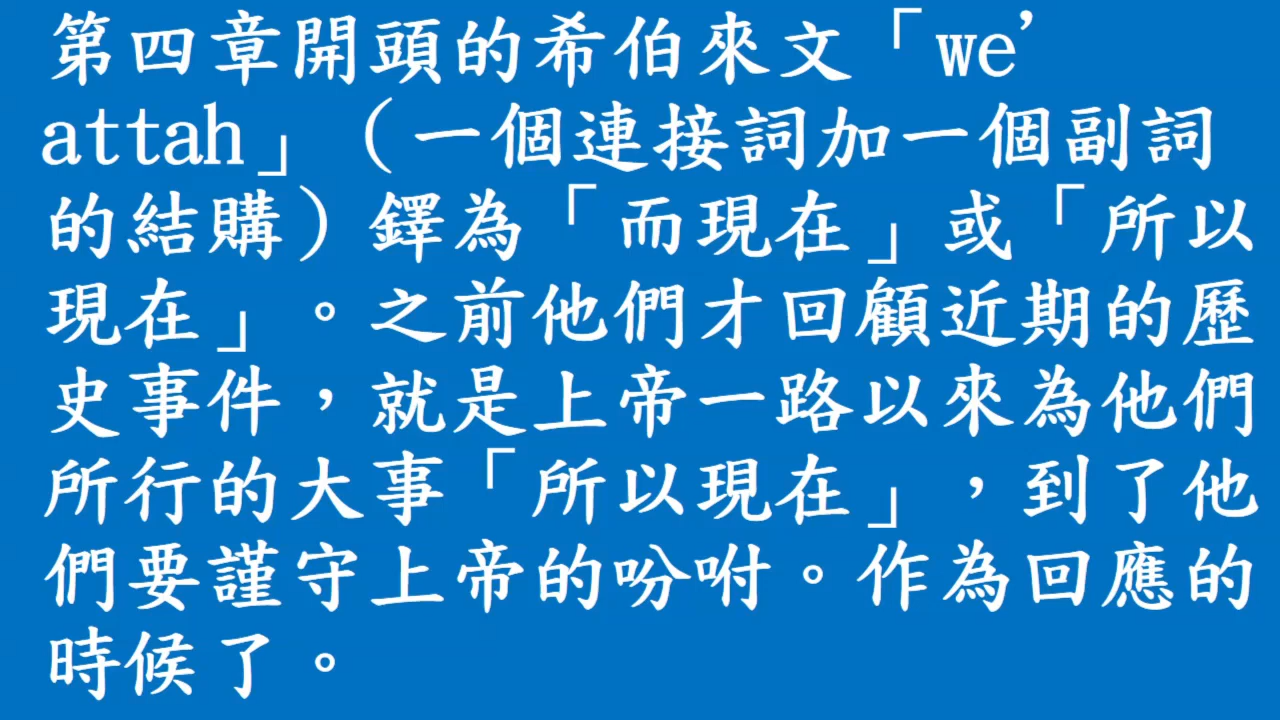 第四章開頭的希伯來文「we’
attah」（一個連接詞加一個副詞
的結購）鐸為「而現在」或「所以
現在」。之前他們才回顧近期的歷
史事件，就是上帝一路以來為他們
所行的大事「所以現在」，到了他
們要謹守上帝的吩咐。作為回應的
時候了。